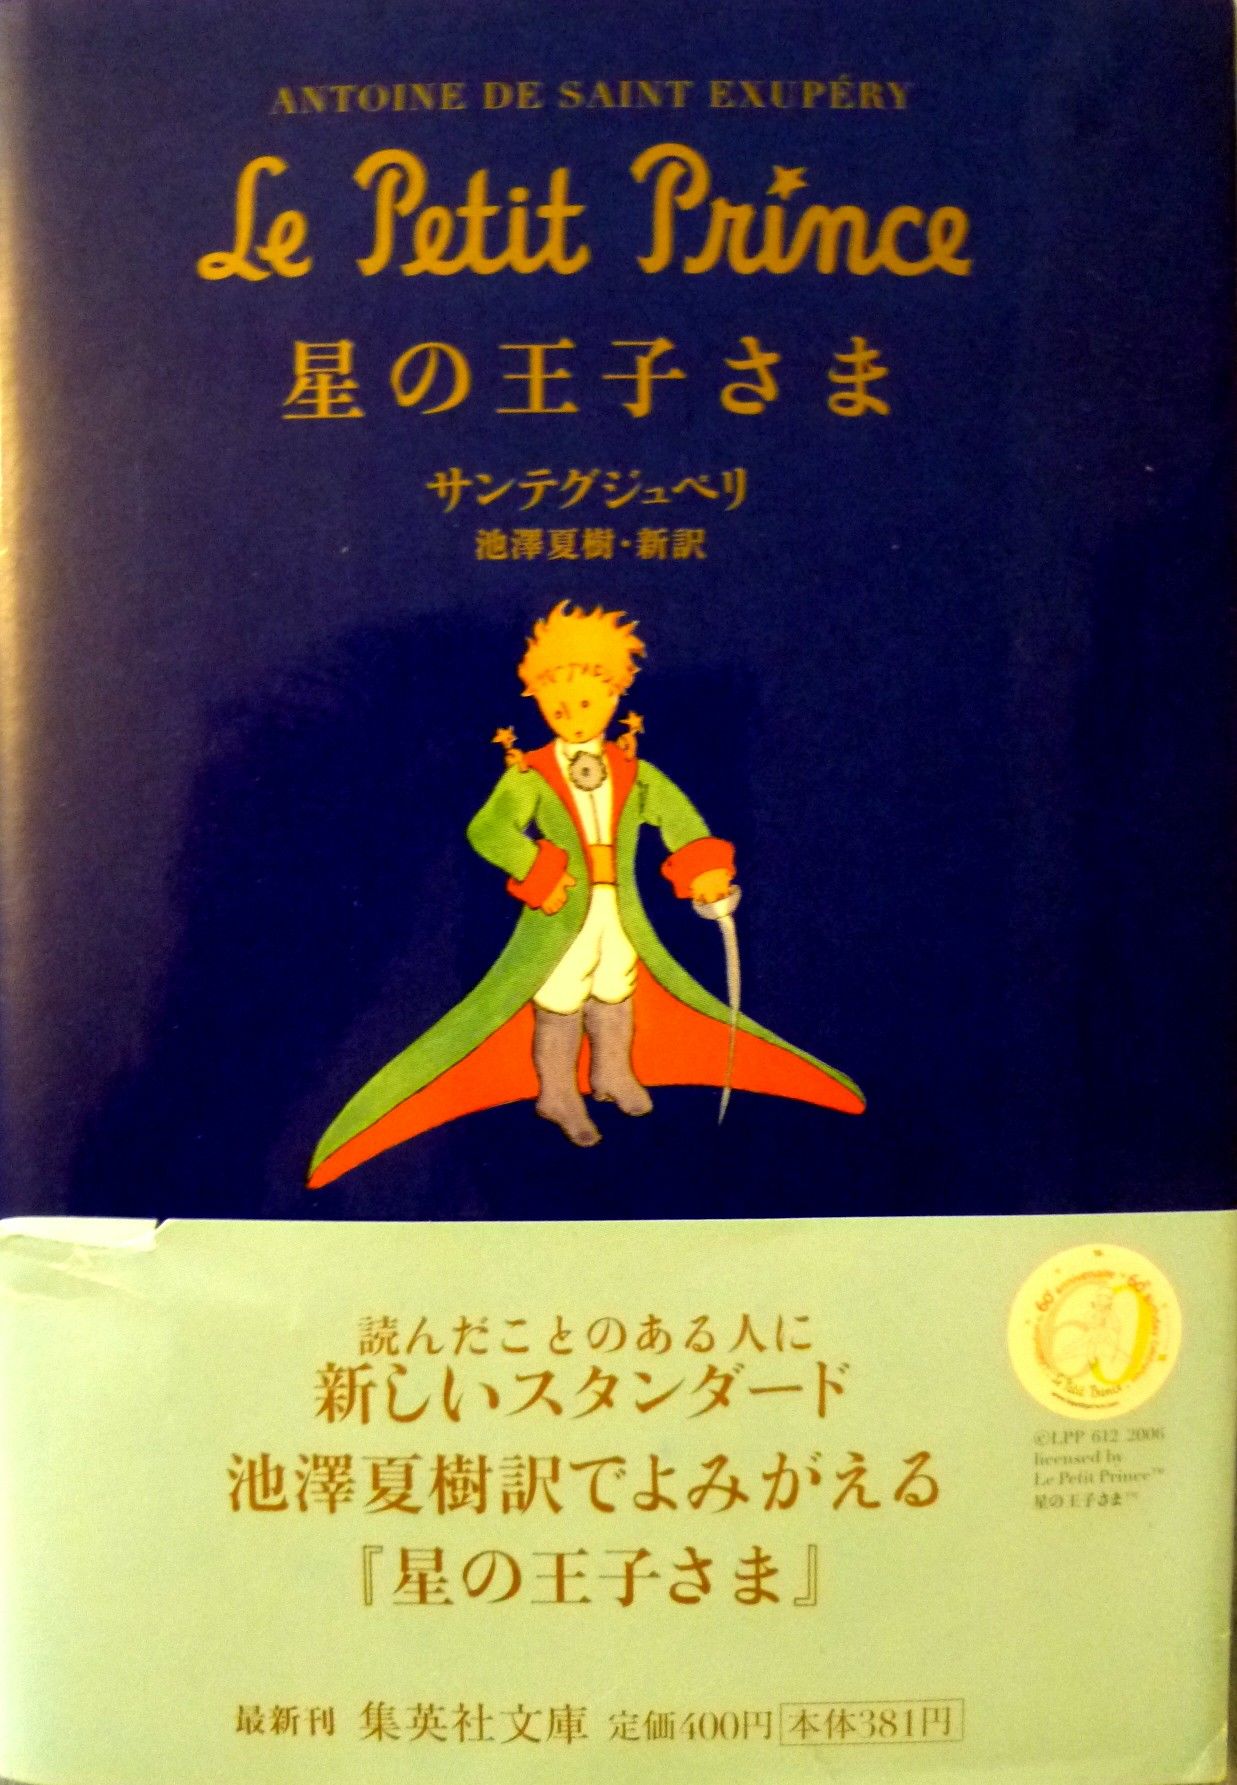 ANTOINE DE SAINT EXUPÉRY
Le Petit Prince
星の王子さま
サンテグジュペリ
池澤夏樹・新訳
読んだことのある人に
新しいスタンダード
池澤夏樹訳でよみがえる
『星の王子さま』
60e anniversaire
Le Petit Prince
©LPP 612 2006
licensed by
Le Petit Prince™
星の王子さま™
最新刊 集英社文庫 定価400円 本体381円